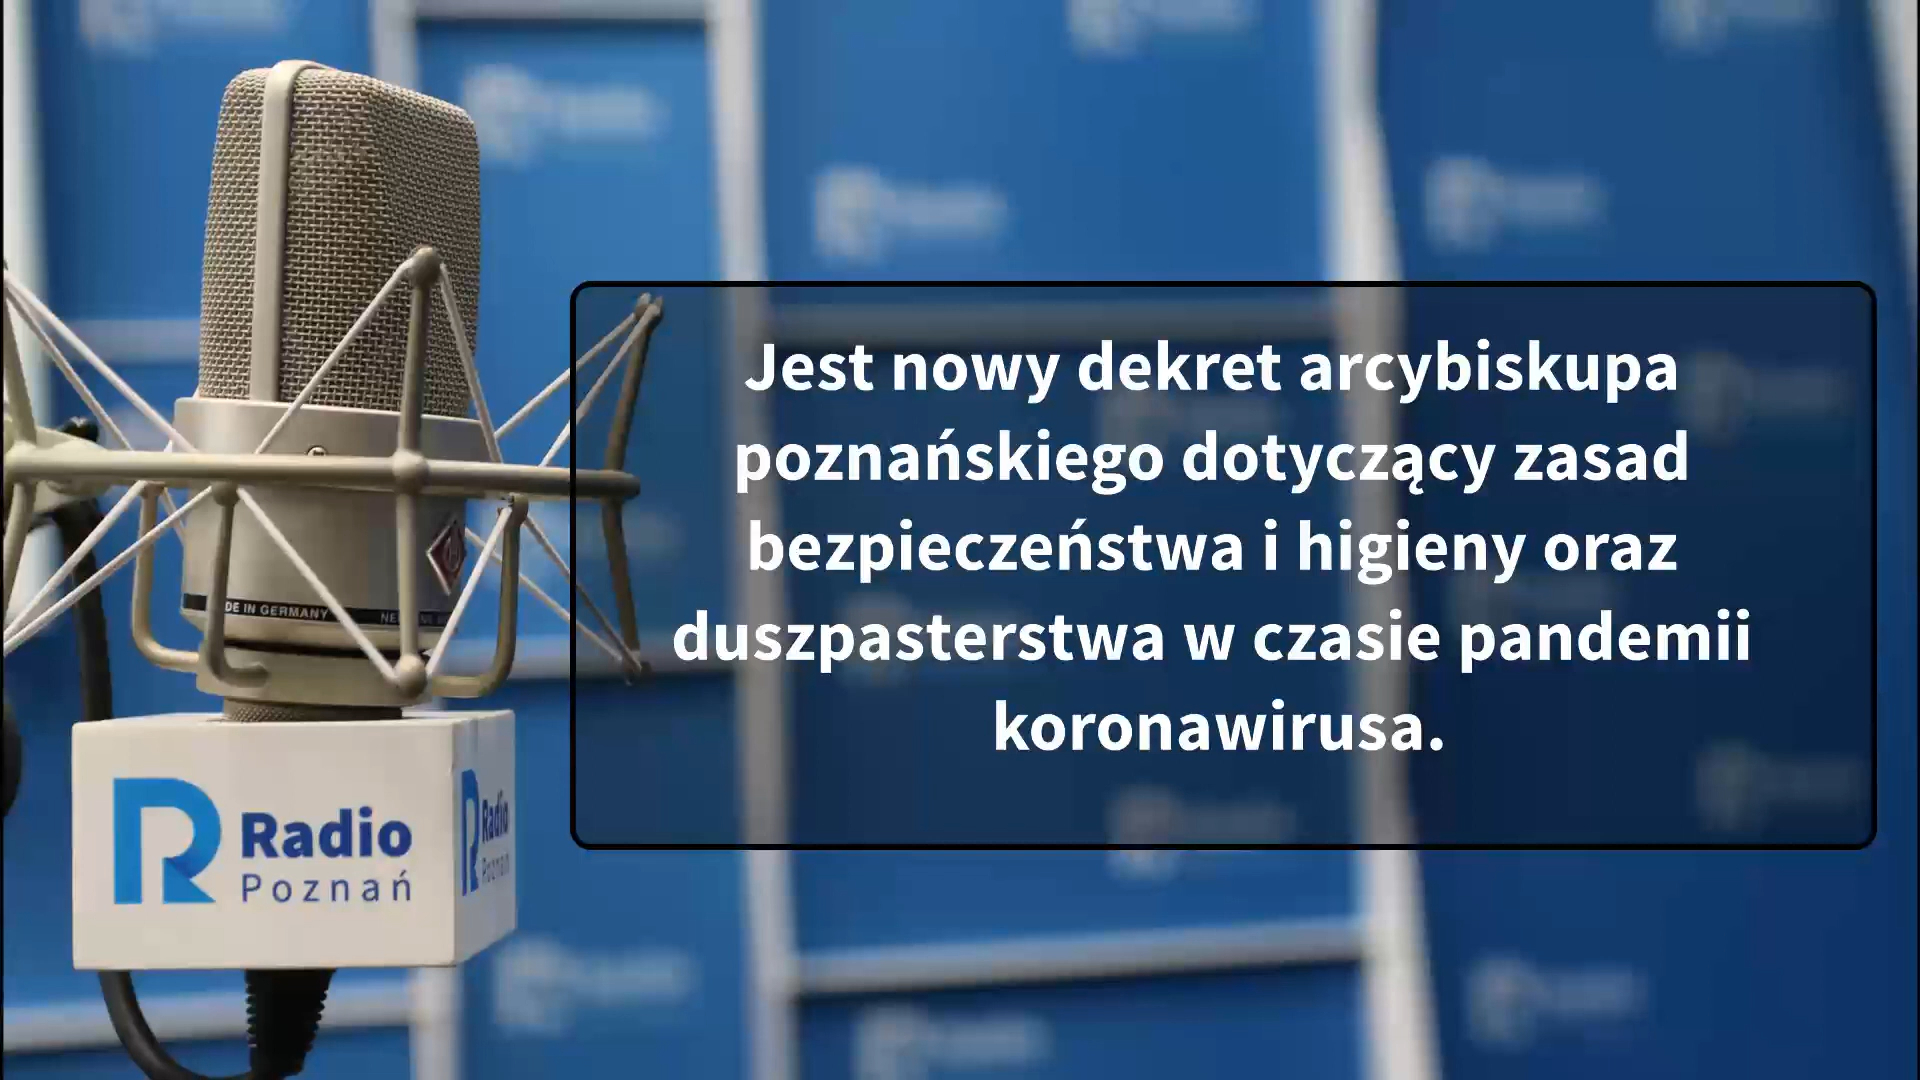 Jest nowy dekret arcybiskupa
poznańskiego dotyczący zasad
bezpieczeństwa i higieny oraz
duszpasterstwa w czasie pandemii
koronawirusa.
DE IN GERMANY
Radio
Poznań
Radio
Poznań